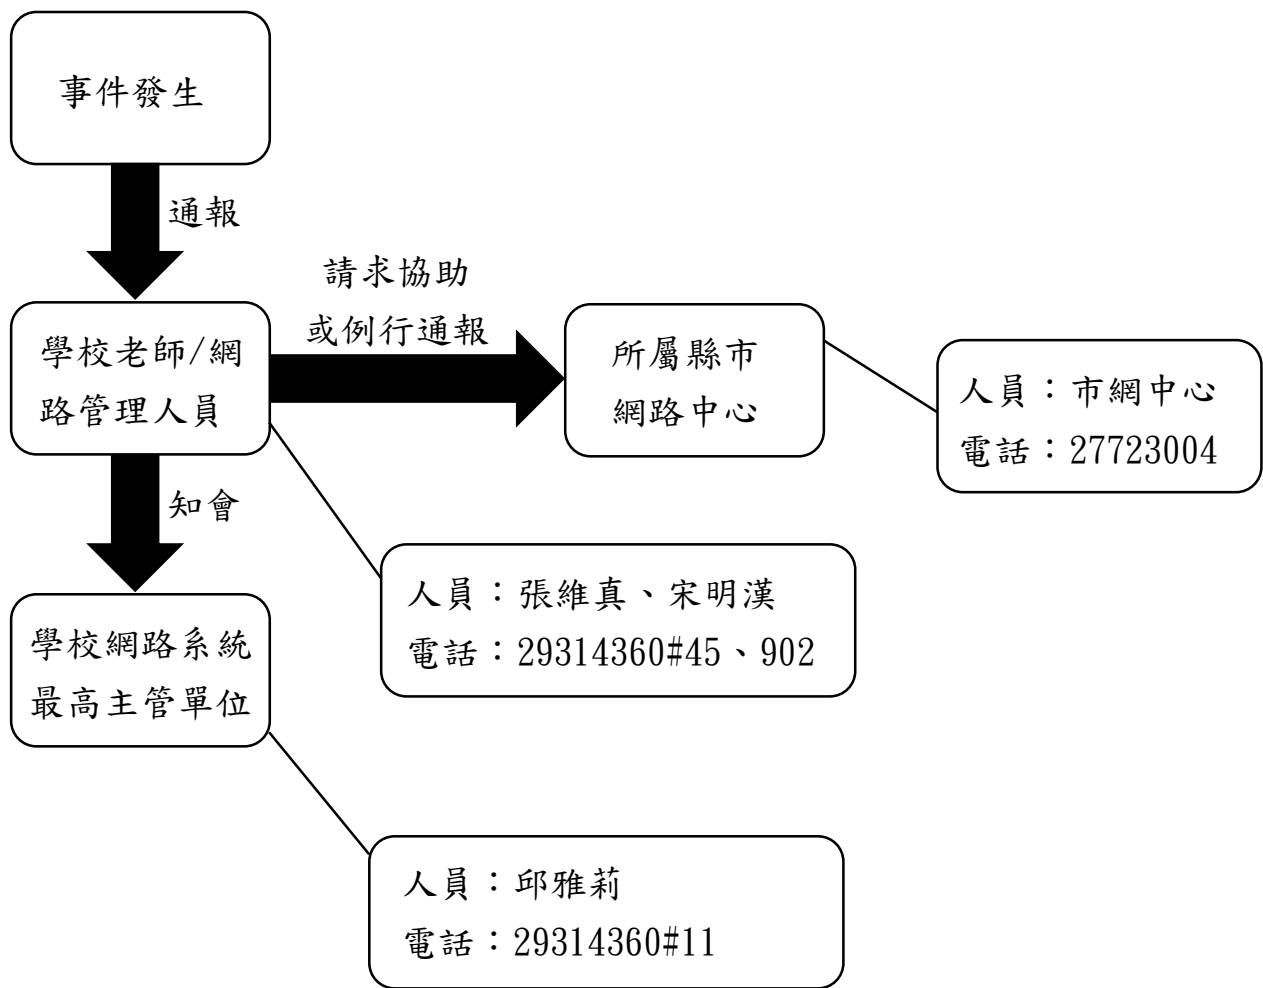 事件發生
通報
請求協助
或例行通報
學校老師/網
路管理人員
所屬縣市
網路中心
人員：市網中心
電話：27723004
知會
人員：張維真、宋明漢
電話：29314360#45、902
學校網路系統
最高主管單位
人員：邱雅莉
電話：29314360#11